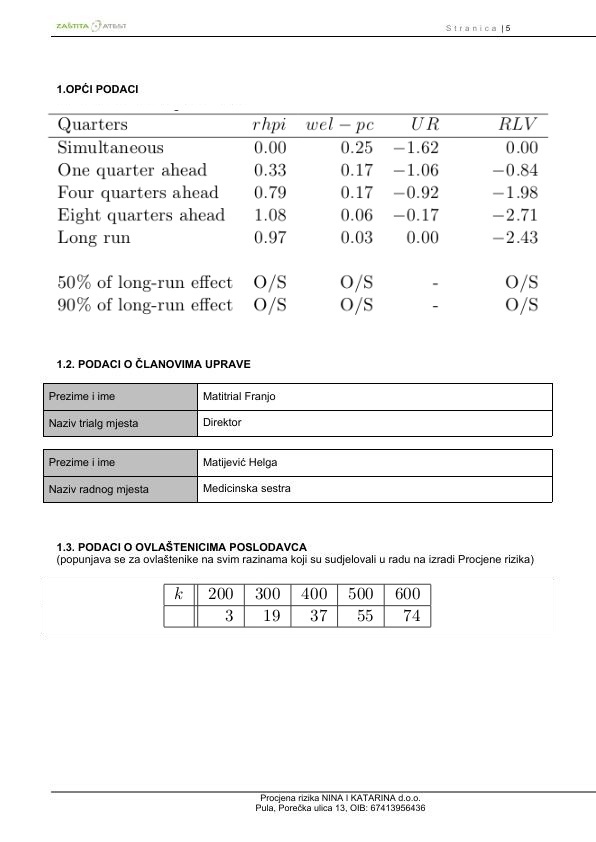 ZAŠTITA ATEST
Stranica |5
1.OPĆI PODACI
Quarters rhpi wel − pc UR RLV
Simultaneous 0.00 0.25 −1.62 0.00
One quarter ahead 0.33 0.17 −1.06 −0.84
Four quarters ahead 0.79 0.17 −0.92 −1.98
Eight quarters ahead 1.08 0.06 −0.17 −2.71
Long run 0.97 0.03 0.00 −2.43
50% of long-run effect O/S O/S - O/S
90% of long-run effect O/S O/S - O/S
1.2. PODACI O ČLANOVIMA UPRAVE
Prezime i ime Matitrial Franjo
Naziv trialg mjesta Direktor
Prezime i ime Matijević Helga
Naziv radnog mjesta Medicinska sestra
1.3. PODACI O OVLAŠTENICIMA POSLODAVCA
(popunjava se za ovlaštenike na svim razinama koji su sudjelovali u radu na izradi Procjene rizika)
k 200 300 400 500 600
3 19 37 55 74
Procjena rizika NINA I KATARINA d.o.o.
Pula, Porečka ulica 13, OIB: 67413956436